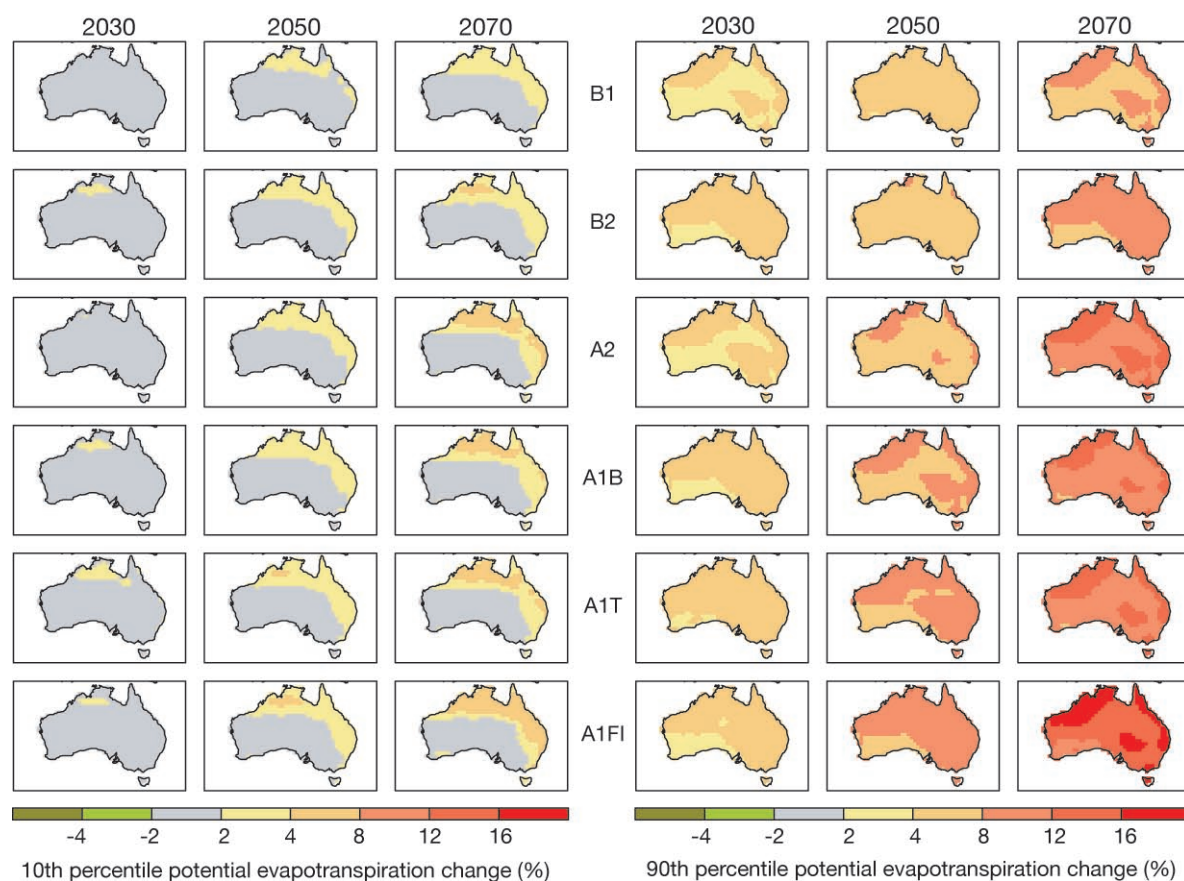 2030 2050 2070 2030 2050 2070
B1
B2
A2
A1B
A1T
A1FI
-4 -2 2 4 8 12 16 -4 -2 2 4 8 12 16
10th percentile potential evapotranspiration change (%) 90th percentile potential evapotranspiration change (%)